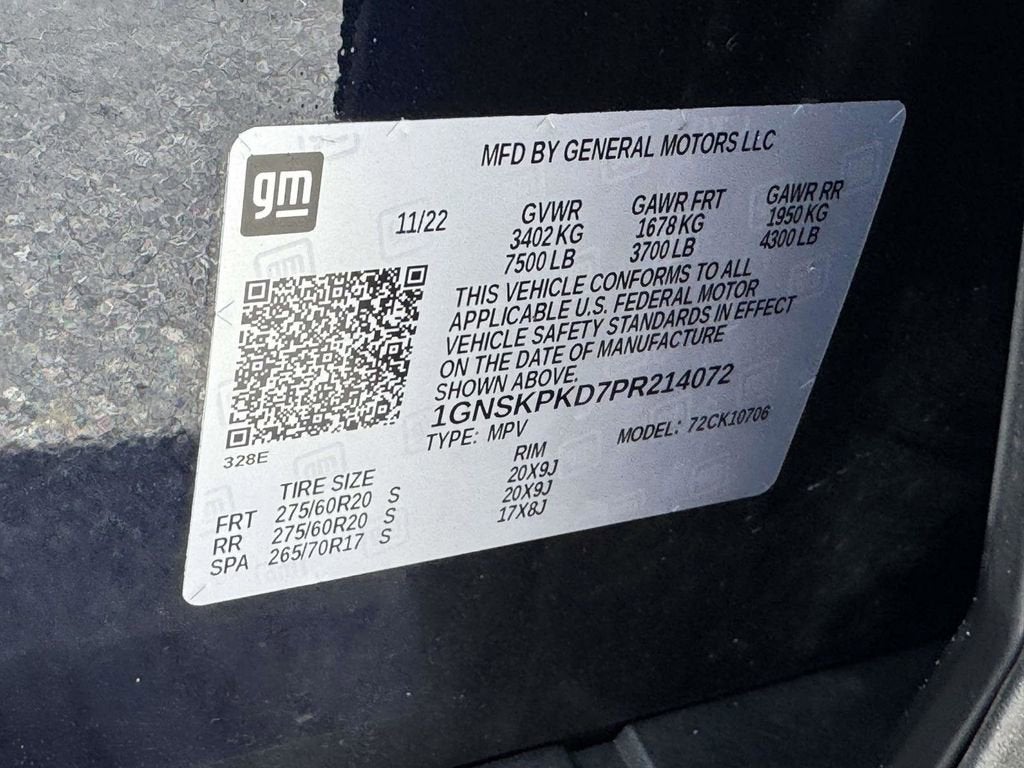 MFD BY GENERAL MOTORS LLC
gm
11/22
GVWR GAWR FRT GAWR RR
3402 KG 1678 KG 1950 KG
7500 LB 3700 LB 4300 LB
THIS VEHICLE CONFORMS TO ALL
APPLICABLE U.S. FEDERAL MOTOR
VEHICLE SAFETY STANDARDS IN EFFECT
ON THE DATE OF MANUFACTURE
SHOWN ABOVE.
1GNSKPKD7PR214072
TYPE: MPV MODEL: 72CK10706
328E
TIRE SIZE RIM
FRT 275/60R20 S 20X9J
RR 275/60R20 S 20X9J
SPA 265/70R17 S 17X8J